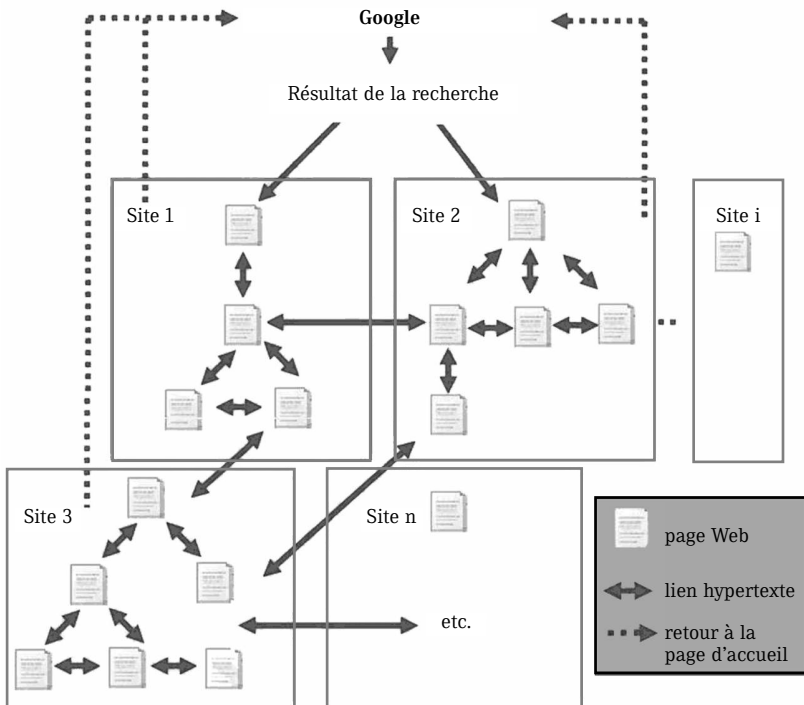 Google
Résultat de la recherche
Site 1
Site 2
Site i
Site 3
Site n
etc.
page Web
lien hypertexte
retour à la
page d'accueil